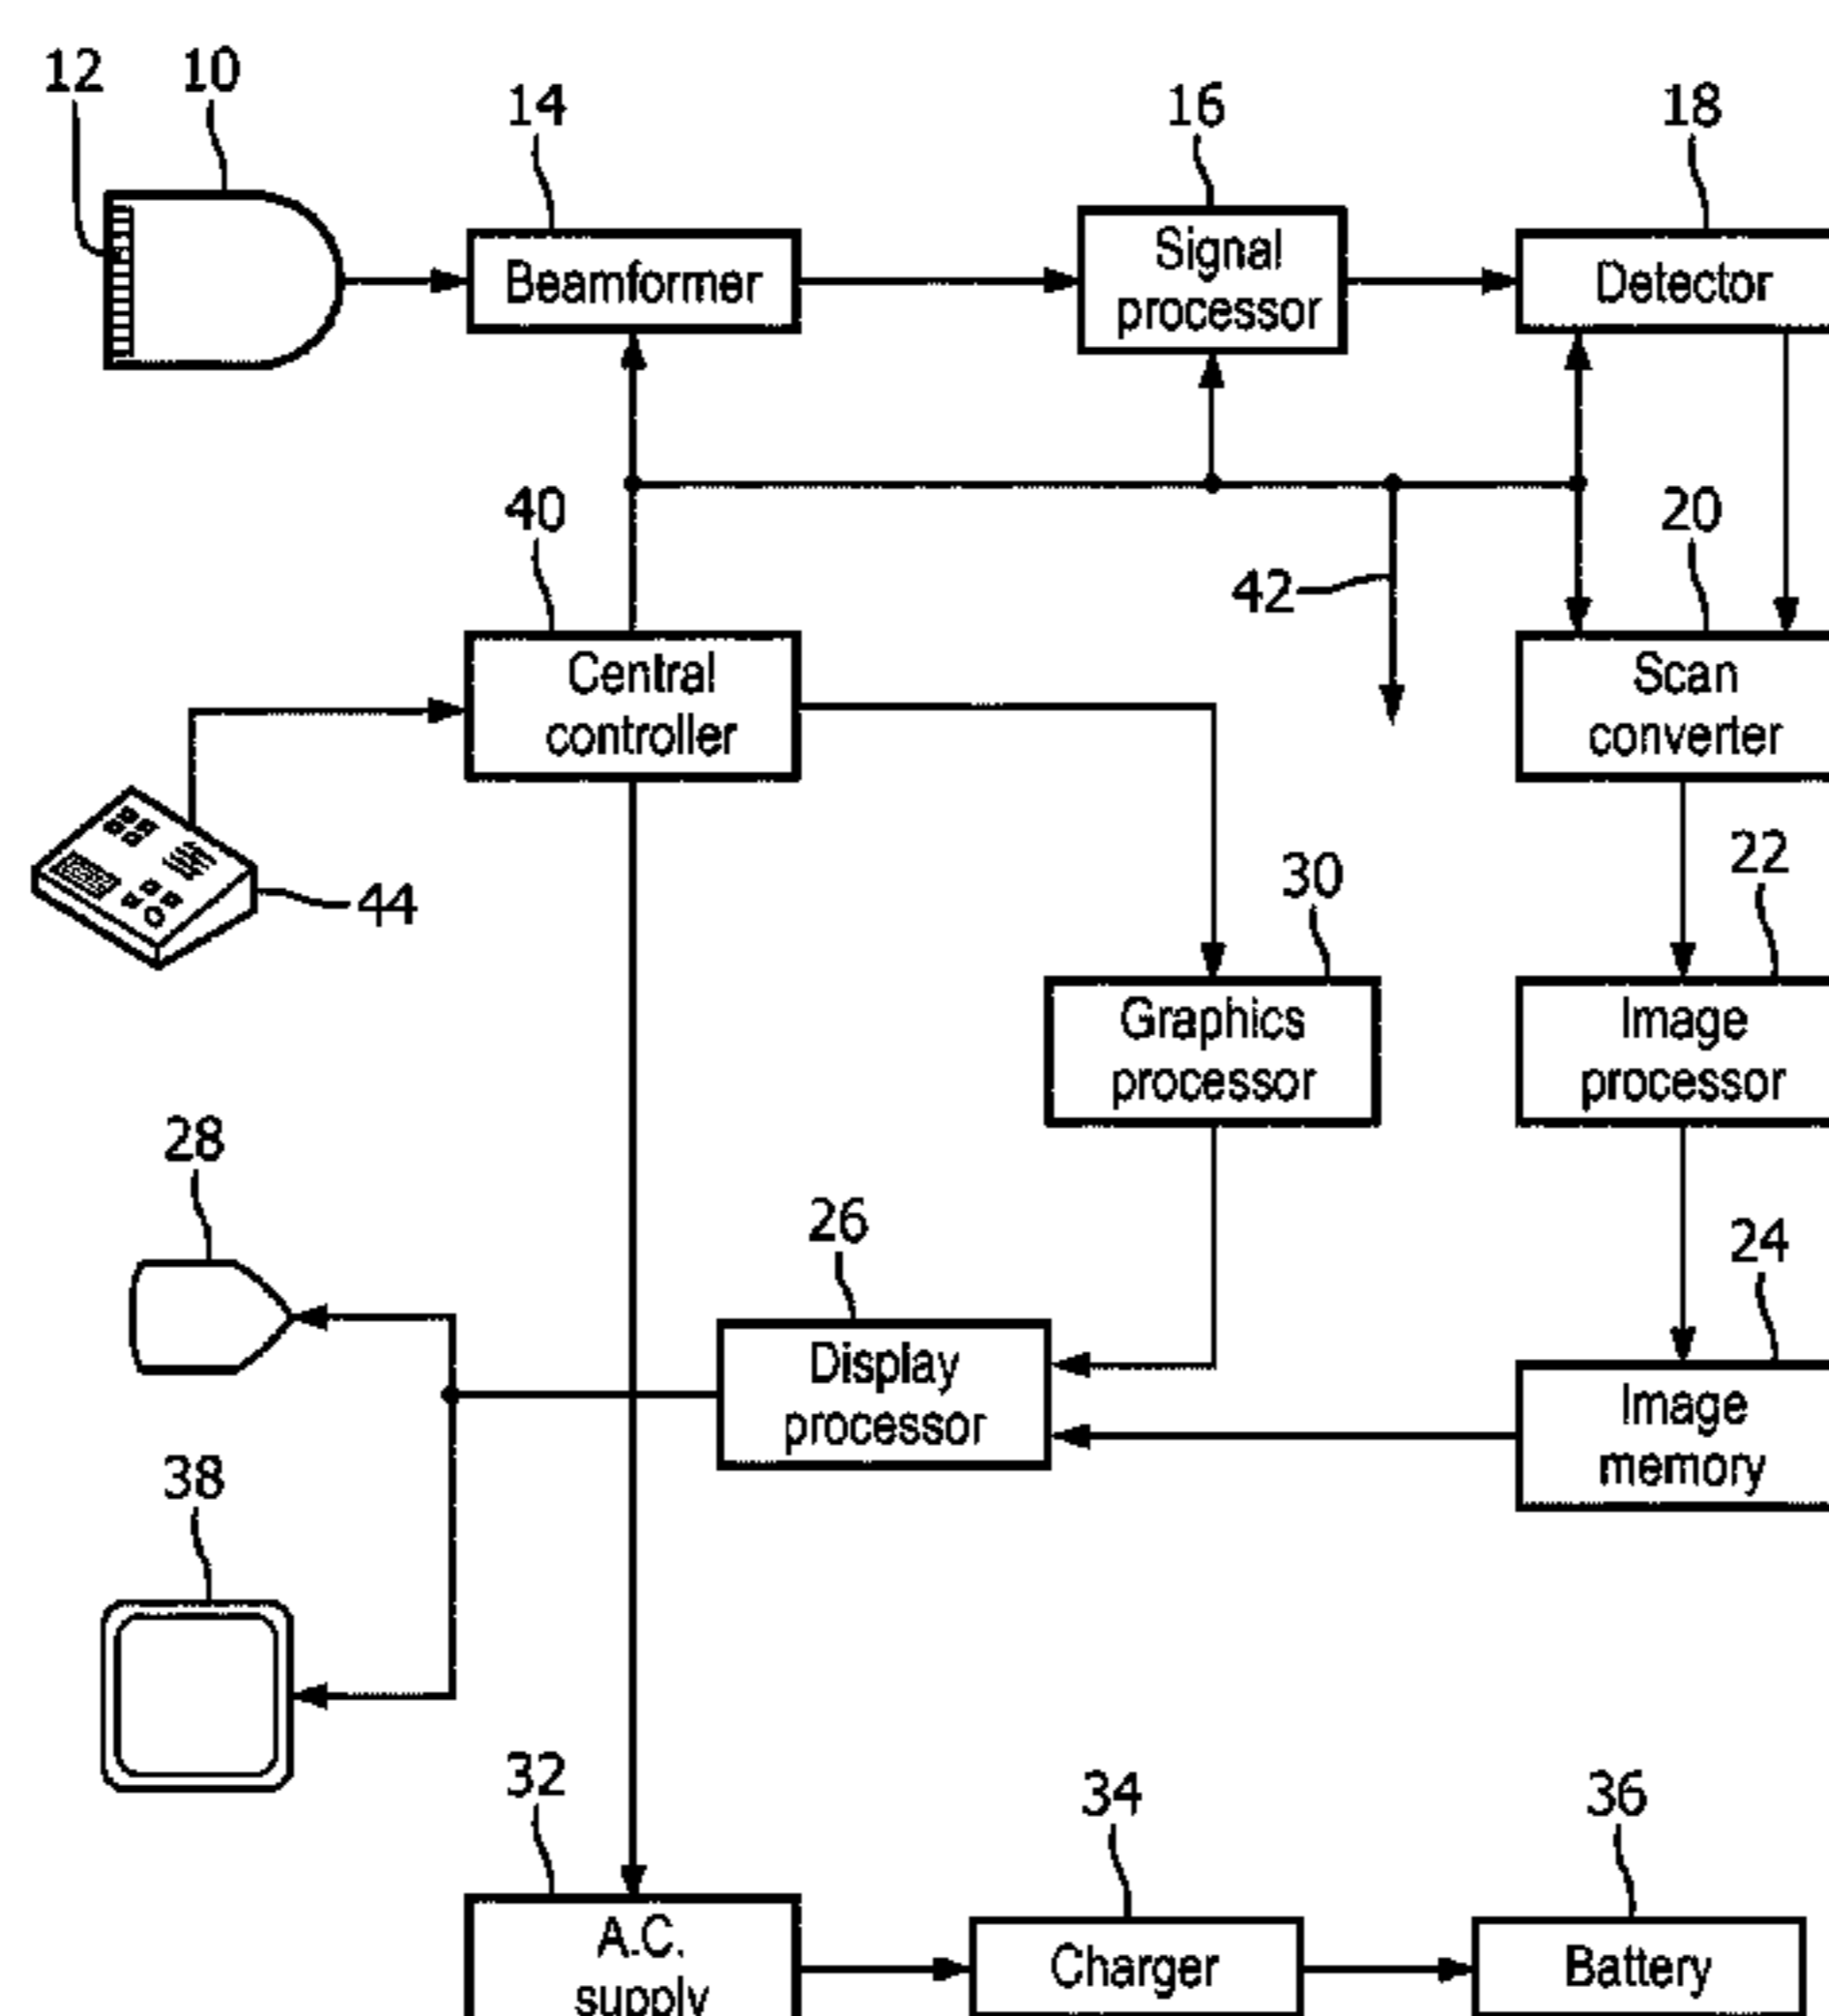 12
10
14
16
18
Beamformer
Signal
processor
Detector
40
20
42
Central
controller
Scan
converter
44
30
22
Graphics
processor
Image
processor
28
26
24
Display
processor
Image
memory
38
32
34
36
A.C.
supply
Charger
Battery